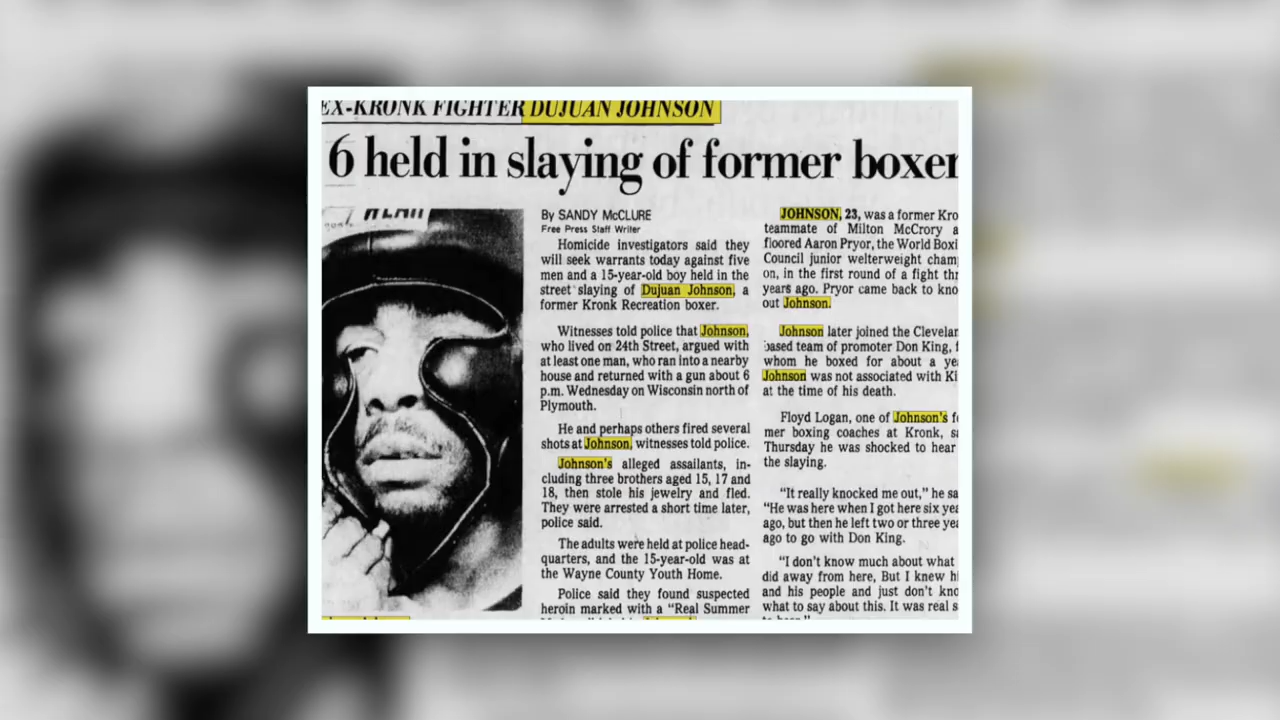 EX-KRONK FIGHTER DUJUAN JOHNSON
6 held in slaying of former boxer
By SANDY McCLURE
Free Press Staff Writer
Homicide investigators said they
will seek warrants today against five
men and a 15-year-old boy held in the
street slaying of Dujuan Johnson, a
former Kronk Recreation boxer.
Witnesses told police that Johnson,
who lived on 24th Street, argued with
at least one man, who ran into a nearby
house and returned with a gun about 6
p.m. Wednesday on Wisconsin north of
Plymouth.
He and perhaps others fired several
shots at Johnson, witnesses told police.
Johnson's alleged assailants, in-
cluding three brothers aged 15, 17 and
18, then stole his jewelry and fled.
They were arrested a short time later,
police said.
The adults were held at police head-
quarters, and the 15-year-old was at
the Wayne County Youth Home.
Police said they found suspected
heroin marked with a "Real Summer
JOHNSON, 23, was a former Kro
teammate of Milton McCrory a
floored Aaron Pryor, the World Boxi
Council junior welterweight cham
on, in the first round of a fight thr
years ago. Pryor came back to kno
out Johnson.
Johnson later joined the Clevelan
based team of promoter Don King, f
whom he boxed for about a ye
Johnson was not associated with Ki
at the time of his death.
Floyd Logan, one of Johnson's fo
mer boxing coaches at Kronk, sa
Thursday he was shocked to hear
the slaying.
"It really knocked me out," he sa
"He was here when I got here six yea
ago, but then he left two or three yea
ago to go with Don King.
"I don't know much about what
did away from here, But I knew hi
and his people and just don't kno
what to say about this. It was real s